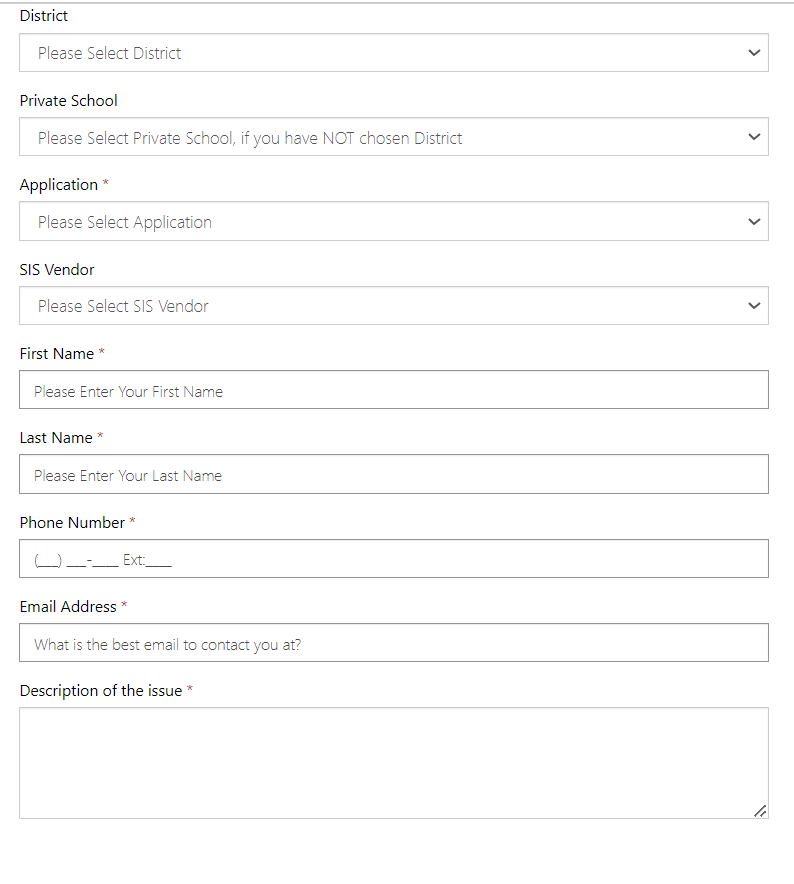 District
Please Select District
Private School
Please Select Private School, if you have NOT chosen District
Application *
Please Select Application
SIS Vendor
Please Select SIS Vendor
First Name *
Please Enter Your First Name
Last Name *
Please Enter Your Last Name
Phone Number *
(___) ___-____ Ext:____
Email Address *
What is the best email to contact you at?
Description of the issue *